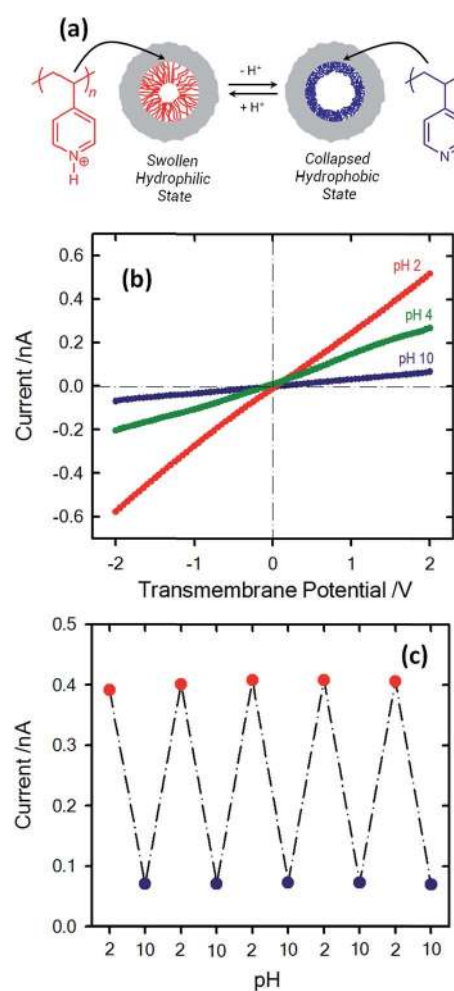 (a)
n
- H⁺
+ H⁺
N
⊕
H
N
Swollen
Hydrophilic
State
Collapsed
Hydrophobic
State
(b)
pH 2
pH 4
pH 10
0.6
0.4
0.2
0.0
-0.2
-0.4
-0.6
Current /nA
-2 -1 0 1 2
Transmembrane Potential /V
(c)
0.5
0.4
0.3
0.2
0.1
0.0
Current /nA
2 10 2 10 2 10 2 10 2 10
pH